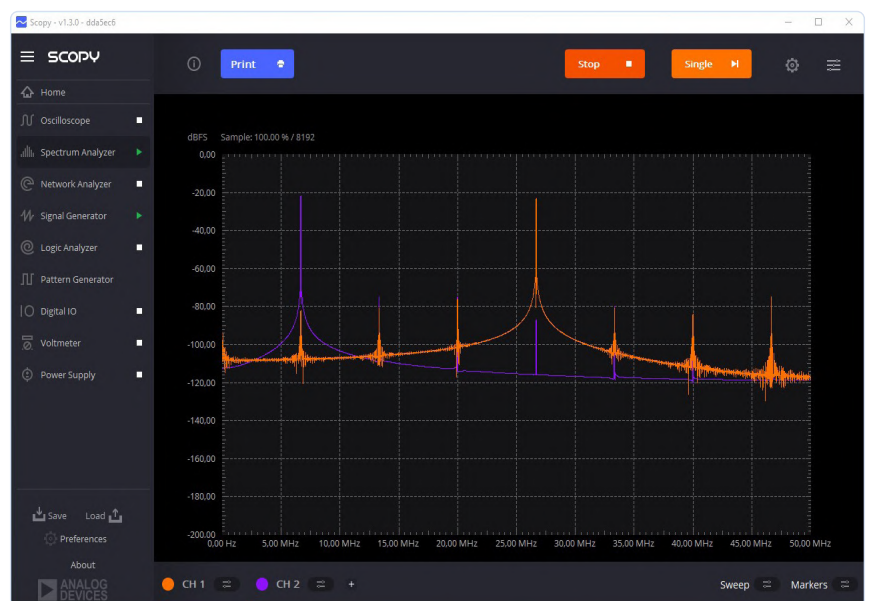 Scopy - v1.3.0 - dda5ec6
SCOPY
Print
Stop
Single
Home
Oscilloscope
Spectrum Analyzer
Network Analyzer
Signal Generator
Logic Analyzer
Pattern Generator
Digital IO
Voltmeter
Power Supply
Save Load
Preferences
About
ANALOG
DEVICES
dBFS Sample: 100.00 % / 8192
0,00
-20,00
-40,00
-60,00
-80,00
-100,00
-120,00
-140,00
-160,00
-180,00
-200,00
0,00 Hz 5,00 MHz 10,00 MHz 15,00 MHz 20,00 MHz 25,00 MHz 30,00 MHz 35,00 MHz 40,00 MHz 45,00 MHz 50,00 MHz
CH 1 CH 2 + Sweep Markers